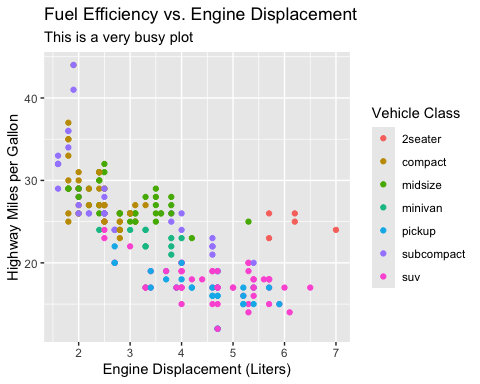 Fuel Efficiency vs. Engine Displacement
This is a very busy plot
Highway Miles per Gallon
40
30
20
2
3
4
5
6
7
Engine Displacement (Liters)
Vehicle Class
2seater
compact
midsize
minivan
pickup
subcompact
suv